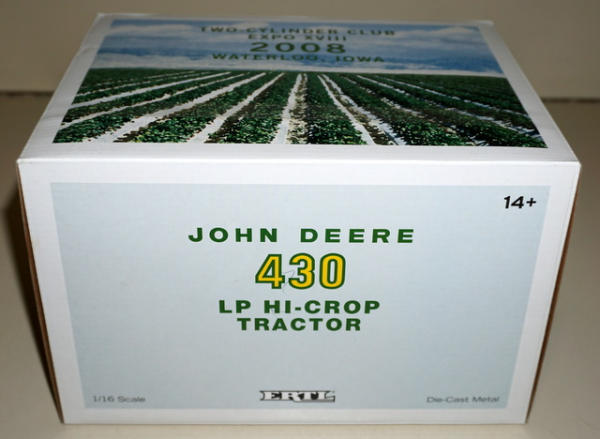 TWO-CYLINDER CLUB
EXPO XVIII
2008
WATERLOO, IOWA
14+
JOHN DEERE
430
LP HI-CROP
TRACTOR
1/16 Scale
ERTL
Die-Cast Metal